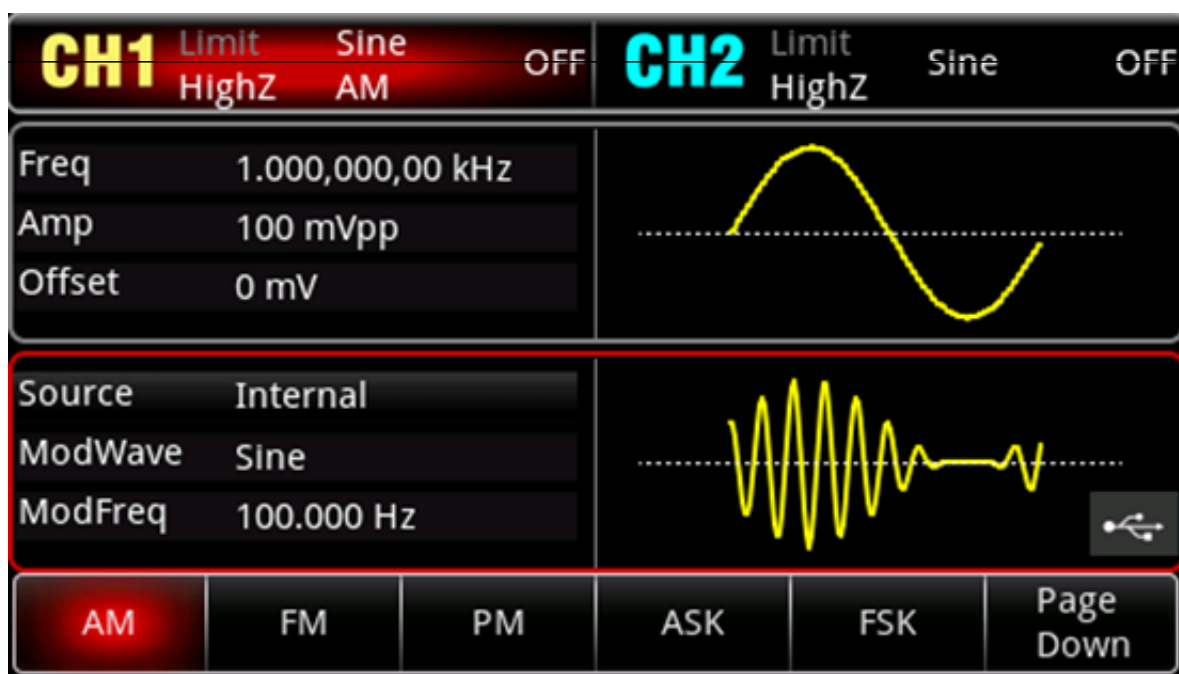 CH1 Limit Sine OFF CH2 Limit Sine OFF
HighZ AM HighZ
Freq 1.000,000,00 kHz
Amp 100 mVpp
Offset 0 mV
Source Internal
ModWave Sine
ModFreq 100.000 Hz
AM FM PM ASK FSK Page
Down